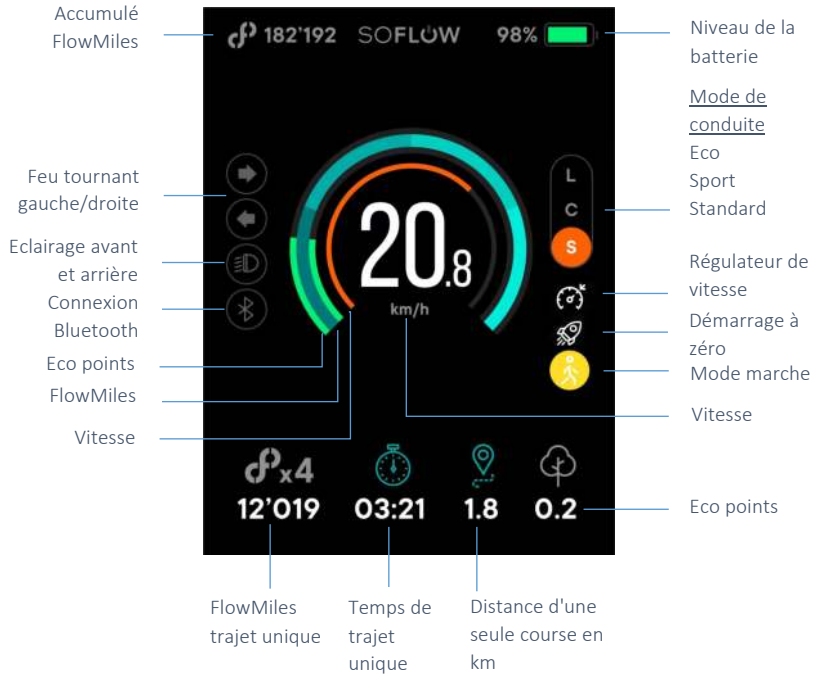 Accumulé
FlowMiles
182'192
SOFLOW
98%
Niveau de la
batterie
Mode de
conduite
Eco
Sport
Standard
Feu tournant
gauche/droite
Eclairage avant
et arrière
Connexion
Bluetooth
Eco points
FlowMiles
Vitesse
L
C
S
20.8
km/h
Régulateur de
vitesse
Démarrage à
zéro
Mode marche
Vitesse
x4
12'019
03:21
1.8
0.2
Eco points
FlowMiles
trajet unique
Temps de
trajet
unique
Distance d'une
seule course en
km